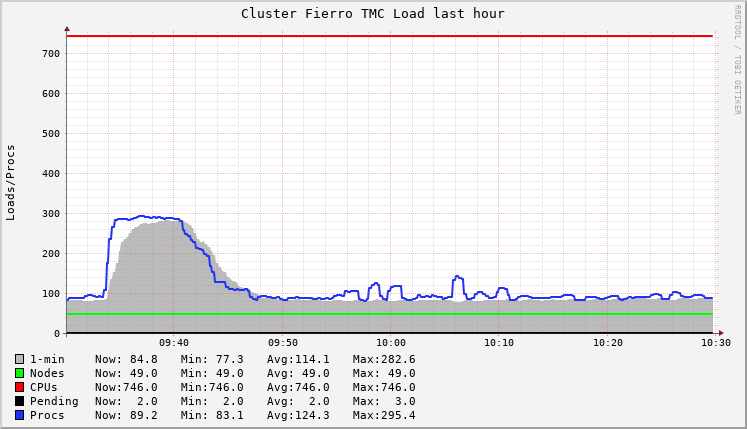 Cluster Fierro TMC Load last hour
RRDTOOL / TOBI OETIKER
Loads/Procs
700
600
500
400
300
200
100
0
09:40 09:50 10:00 10:10 10:20 10:30
1-min Now: 84.8 Min: 77.3 Avg:114.1 Max:282.6
Nodes Now: 49.0 Min: 49.0 Avg: 49.0 Max: 49.0
CPUs Now:746.0 Min:746.0 Avg:746.0 Max:746.0
Pending Now: 2.0 Min: 2.0 Avg: 2.0 Max: 3.0
Procs Now: 89.2 Min: 83.1 Avg:124.3 Max:295.4